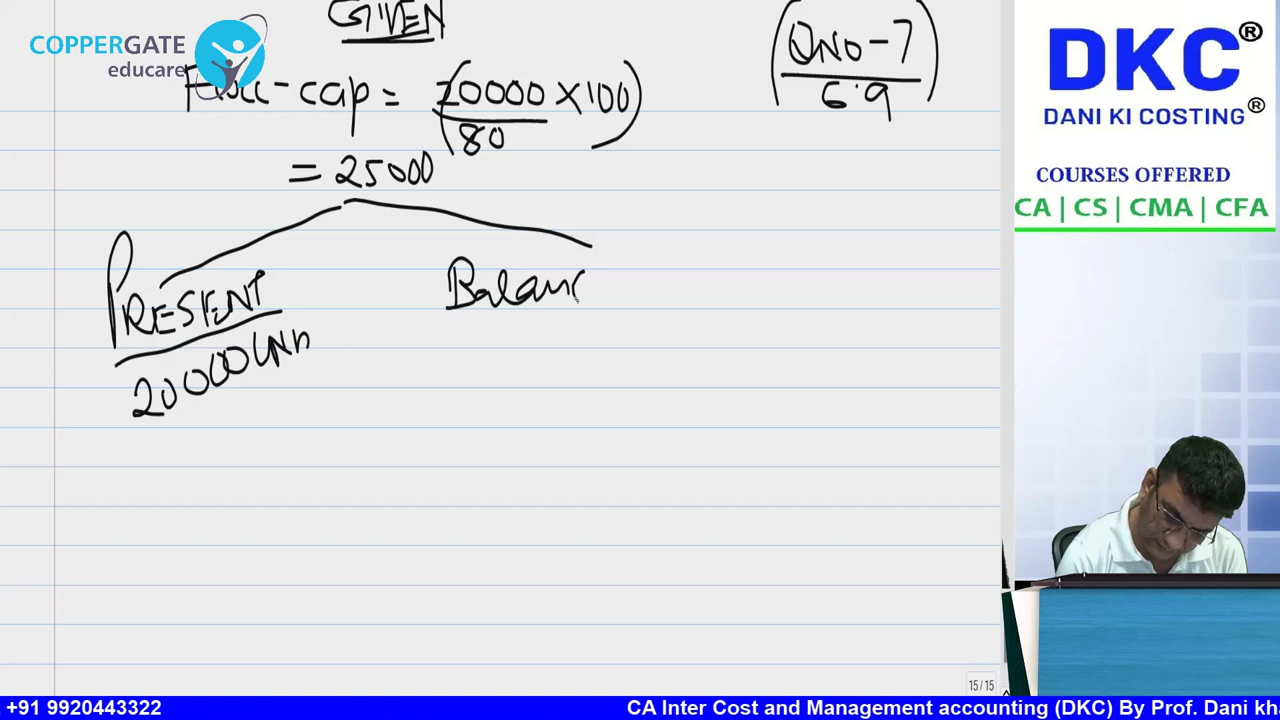 GIVEN
COPPERGATE
educare
Full-cap = (20000 × 100)
80
= 25000
QNO-7
6.9
PRESENT
20000
Balanc
DKC®
DANI KI COSTING®
COURSES OFFERED
CA | CS | CMA | CFA
15 / 15
+91 9920443322
CA Inter Cost and Management accounting (DKC) By Prof. Dani kh